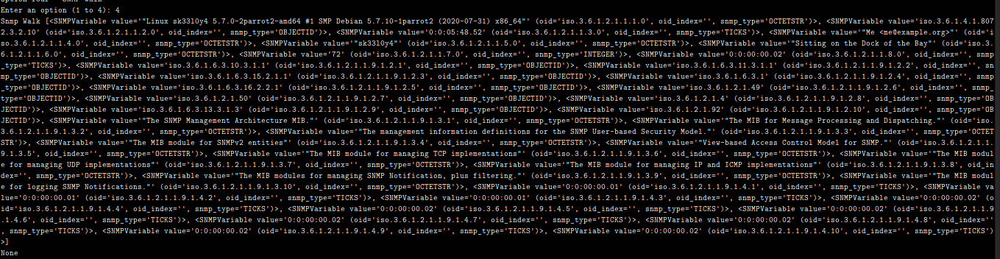 Enter an option (1 to 4): 4
Snmp Walk [<SNMPVariable value='"Linux sk33l0y4 5.7.0-2parrot2-amd64 #1 SMP Debian 5.7.10-1parrot2 (2020-07-31) x86_64"' (oid='iso.3.6.1.2.1.1.1.0', oid_index='', snmp_type='OCTETSTR')>, <SNMPVariable value='iso.3.6.1.4.1.807
2.3.2.10' (oid='iso.3.6.1.2.1.1.2.0', oid_index='', snmp_type='OBJECTID')>, <SNMPVariable value='0:0:05:48.52' (oid='iso.3.6.1.2.1.1.3.0', oid_index='', snmp_type='TICKS')>, <SNMPVariable value='"Me <me@example.org>"' (oid='i
so.3.6.1.2.1.1.4.0', oid_index='', snmp_type='OCTETSTR')>, <SNMPVariable value='"sk33l0y4"' (oid='iso.3.6.1.2.1.1.5.0', oid_index='', snmp_type='OCTETSTR')>, <SNMPVariable value='"Sitting on the Dock of the Bay"' (oid='iso.3.
6.1.2.1.1.6.0', oid_index='', snmp_type='OCTETSTR')>, <SNMPVariable value='72' (oid='iso.3.6.1.2.1.1.7.0', oid_index='', snmp_type='INTEGER')>, <SNMPVariable value='0:0:00:00.02' (oid='iso.3.6.1.2.1.1.8.0', oid_index='', snmp
_type='TICKS')>, <SNMPVariable value='iso.3.6.1.6.3.10.3.1.1' (oid='iso.3.6.1.2.1.1.9.1.2.1', oid_index='', snmp_type='OBJECTID')>, <SNMPVariable value='iso.3.6.1.6.3.11.3.1.1' (oid='iso.3.6.1.2.1.1.9.1.2.2', oid_index='', sn
mp_type='OBJECTID')>, <SNMPVariable value='iso.3.6.1.6.3.15.2.1.1' (oid='iso.3.6.1.2.1.1.9.1.2.3', oid_index='', snmp_type='OBJECTID')>, <SNMPVariable value='iso.3.6.1.6.3.1' (oid='iso.3.6.1.2.1.1.9.1.2.4', oid_index='', snmp
_type='OBJECTID')>, <SNMPVariable value='iso.3.6.1.6.3.16.2.2.1' (oid='iso.3.6.1.2.1.1.9.1.2.5', oid_index='', snmp_type='OBJECTID')>, <SNMPVariable value='iso.3.6.1.2.1.49' (oid='iso.3.6.1.2.1.1.9.1.2.6', oid_index='', snmp_
type='OBJECTID')>, <SNMPVariable value='iso.3.6.1.2.1.50' (oid='iso.3.6.1.2.1.1.9.1.2.7', oid_index='', snmp_type='OBJECTID')>, <SNMPVariable value='iso.3.6.1.2.1.4' (oid='iso.3.6.1.2.1.1.9.1.2.8', oid_index='', snmp_type='OB
JECTID')>, <SNMPVariable value='iso.3.6.1.6.3.13.3.1.3' (oid='iso.3.6.1.2.1.1.9.1.2.9', oid_index='', snmp_type='OBJECTID')>, <SNMPVariable value='iso.3.6.1.2.1.92' (oid='iso.3.6.1.2.1.1.9.1.2.10', oid_index='', snmp_type='OB
JECTID')>, <SNMPVariable value='"The SNMP Management Architecture MIB."' (oid='iso.3.6.1.2.1.1.9.1.3.1', oid_index='', snmp_type='OCTETSTR')>, <SNMPVariable value='"The MIB for Message Processing and Dispatching."' (oid='iso.
3.6.1.2.1.1.9.1.3.2', oid_index='', snmp_type='OCTETSTR')>, <SNMPVariable value='"The management information definitions for the SNMP User-based Security Model."' (oid='iso.3.6.1.2.1.1.9.1.3.3', oid_index='', snmp_type='OCTET
STR')>, <SNMPVariable value='"The MIB module for SNMPv2 entities"' (oid='iso.3.6.1.2.1.1.9.1.3.4', oid_index='', snmp_type='OCTETSTR')>, <SNMPVariable value='"View-based Access Control Model for SNMP."' (oid='iso.3.6.1.2.1.1.
9.1.3.5', oid_index='', snmp_type='OCTETSTR')>, <SNMPVariable value='"The MIB module for managing TCP implementations"' (oid='iso.3.6.1.2.1.1.9.1.3.6', oid_index='', snmp_type='OCTETSTR')>, <SNMPVariable value='"The MIB modul
e for managing UDP implementations"' (oid='iso.3.6.1.2.1.1.9.1.3.7', oid_index='', snmp_type='OCTETSTR')>, <SNMPVariable value='"The MIB module for managing IP and ICMP implementations"' (oid='iso.3.6.1.2.1.1.9.1.3.8', oid_in
dex='', snmp_type='OCTETSTR')>, <SNMPVariable value='"The MIB modules for managing SNMP Notification, plus filtering."' (oid='iso.3.6.1.2.1.1.9.1.3.9', oid_index='', snmp_type='OCTETSTR')>, <SNMPVariable value='"The MIB modul
e for logging SNMP Notifications."' (oid='iso.3.6.1.2.1.1.9.1.3.10', oid_index='', snmp_type='OCTETSTR')>, <SNMPVariable value='0:0:00:00.01' (oid='iso.3.6.1.2.1.1.9.1.4.1', oid_index='', snmp_type='TICKS')>, <SNMPVariable va
lue='0:0:00:00.01' (oid='iso.3.6.1.2.1.1.9.1.4.2', oid_index='', snmp_type='TICKS')>, <SNMPVariable value='0:0:00:00.01' (oid='iso.3.6.1.2.1.1.9.1.4.3', oid_index='', snmp_type='TICKS')>, <SNMPVariable value='0:0:00:00.02' (o
id='iso.3.6.1.2.1.1.9.1.4.4', oid_index='', snmp_type='TICKS')>, <SNMPVariable value='0:0:00:00.02' (oid='iso.3.6.1.2.1.1.9.1.4.5', oid_index='', snmp_type='TICKS')>, <SNMPVariable value='0:0:00:00.02' (oid='iso.3.6.1.2.1.1.9
.1.4.6', oid_index='', snmp_type='TICKS')>, <SNMPVariable value='0:0:00:00.02' (oid='iso.3.6.1.2.1.1.9.1.4.7', oid_index='', snmp_type='TICKS')>, <SNMPVariable value='0:0:00:00.02' (oid='iso.3.6.1.2.1.1.9.1.4.8', oid_index=''
, snmp_type='TICKS')>, <SNMPVariable value='0:0:00:00.02' (oid='iso.3.6.1.2.1.1.9.1.4.9', oid_index='', snmp_type='TICKS')>, <SNMPVariable value='0:0:00:00.02' (oid='iso.3.6.1.2.1.1.9.1.4.10', oid_index='', snmp_type='TICKS')
>]
None